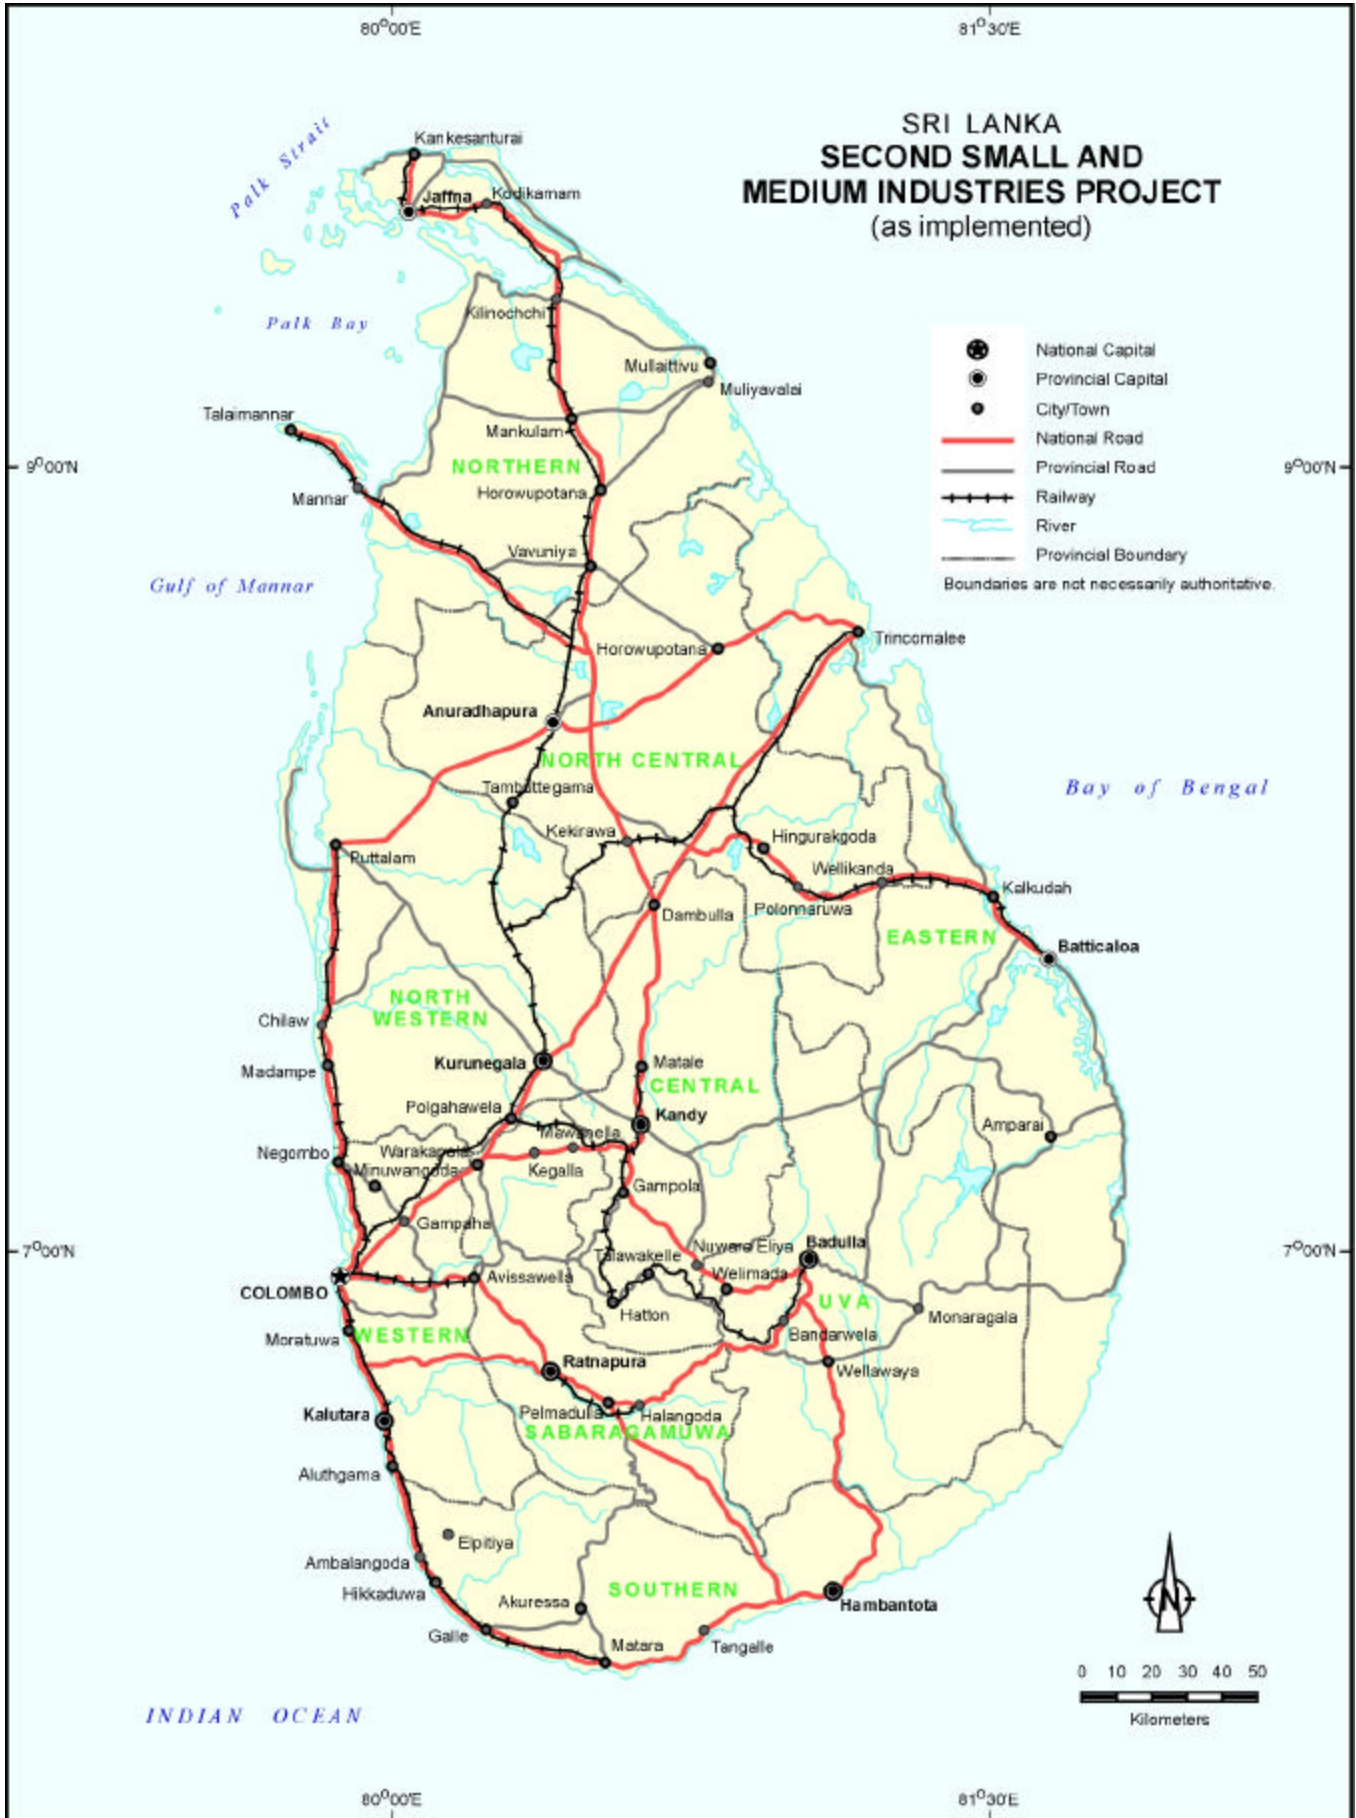 80°00'E
81°30'E
SRI LANKA
SECOND SMALL AND
MEDIUM INDUSTRIES PROJECT
(as implemented)
Palk Strait
Kankesanturai
Jaffna
Kodikamam
Palk Bay
Kilinochchi
Mullaittivu
Muliyavalai
National Capital
Provincial Capital
City/Town
National Road
Provincial Road
Railway
River
Provincial Boundary
Boundaries are not necessarily authoritative.
Talaimannar
Mankulam
9°00'N
NORTHERN
9°00'N
Mannar
Horowupotana
Vavuniya
Gulf of Mannar
Horowupotana
Trincomalee
Anuradhapura
NORTH CENTRAL
Tambuttegama
Bay of Bengal
Kekirawa
Hingurakgoda
Puttalam
Wellikanda
Kalkudah
Polonnaruwa
Dambulla
EASTERN
Batticaloa
NORTH
WESTERN
Chilaw
Kurunegala
Matale
Madampe
CENTRAL
Polgahawela
Kandy
Amparai
Mawanella
Negombo
Warakapola
Minuwangoda
Kegalla
Gampola
Gampaha
7°00'N
7°00'N
Talawakelle
Nuwara Eliya
Badulla
Avissawella
Welimada
COLOMBO
UVA
Hatton
Monaragala
Moratuwa
WESTERN
Bandarwela
Ratnapura
Wellawaya
Kalutara
Pelmadulla
Halangoda
SABARAGAMUWA
Aluthgama
Elpitiya
Ambalangoda
Hikkaduwa
SOUTHERN
Akuressa
Hambantota
N
Galle
Matara
Tangalle
0 10 20 30 40 50
Kilometers
INDIAN OCEAN
80°00'E
81°30'E